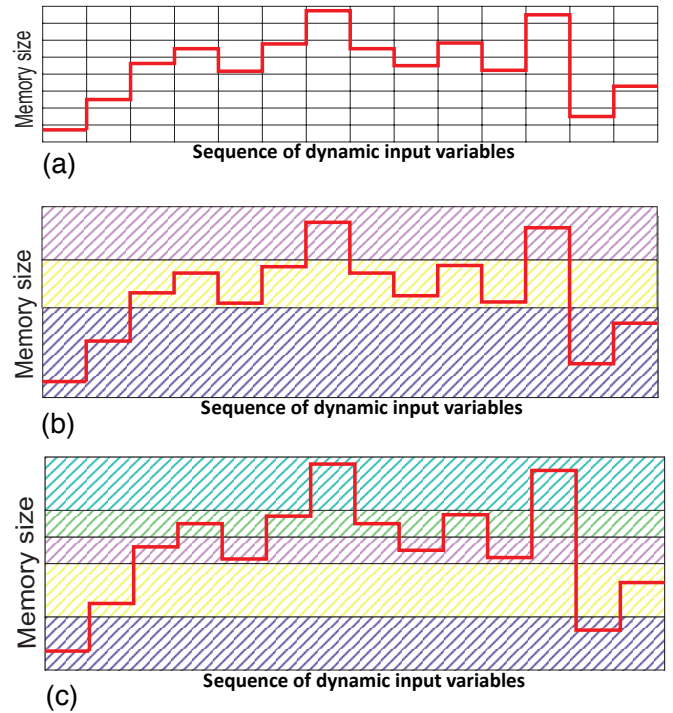 Memory size
Sequence of dynamic input variables
(a)
Memory size
Sequence of dynamic input variables
(b)
Memory size
Sequence of dynamic input variables
(c)